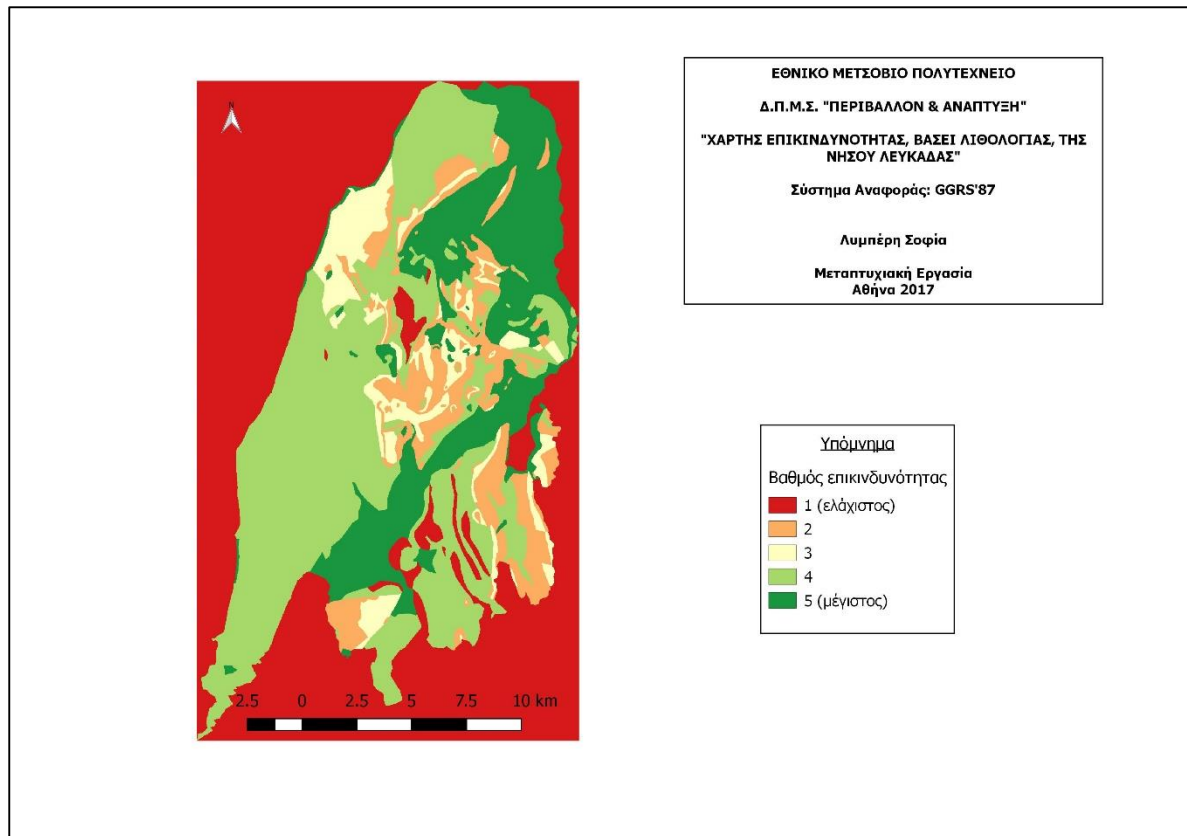 N
ΕΘΝΙΚΟ ΜΕΤΣΟΒΙΟ ΠΟΛΥΤΕΧΝΕΙΟ
Δ.Π.Μ.Σ. "ΠΕΡΙΒΑΛΛΟΝ & ΑΝΑΠΤΥΞΗ"
"ΧΑΡΤΗΣ ΕΠΙΚΙΝΔΥΝΟΤΗΤΑΣ, ΒΑΣΕΙ ΛΙΘΟΛΟΓΙΑΣ, ΤΗΣ
ΝΗΣΟΥ ΛΕΥΚΑΔΑΣ"
Σύστημα Αναφοράς: GGRS'87
Λυμπέρη Σοφία
Μεταπτυχιακή Εργασία
Αθήνα 2017
Υπόμνημα
Βαθμός επικινδυνότητας
1 (ελάχιστος)
2
3
4
5 (μέγιστος)
2.5 0 2.5 5 7.5 10 km